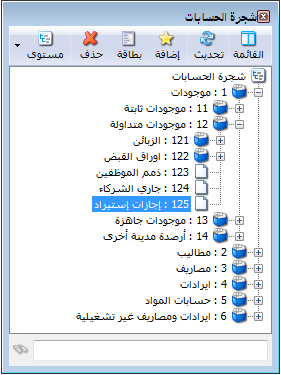 شجرة الحسابات
القائمة تحديث إضافة بطاقة حذف مستوى
شجرة الحسابات
1 : موجودات
11 : موجودات ثابتة
12 : موجودات متداولة
121 : الزبائن
122 : اوراق القبض
123 : ذمم الموظفين
124 : جاري الشركاء
125 : إجازات إستيراد
13 : موجودات جاهزة
14 : أرصدة مدينة أخرى
2 : مطاليب
3 : مصاريف
4 : ايرادات
5 : حسابات المواد
6 : ايرادات ومصاريف غير تشغيلية